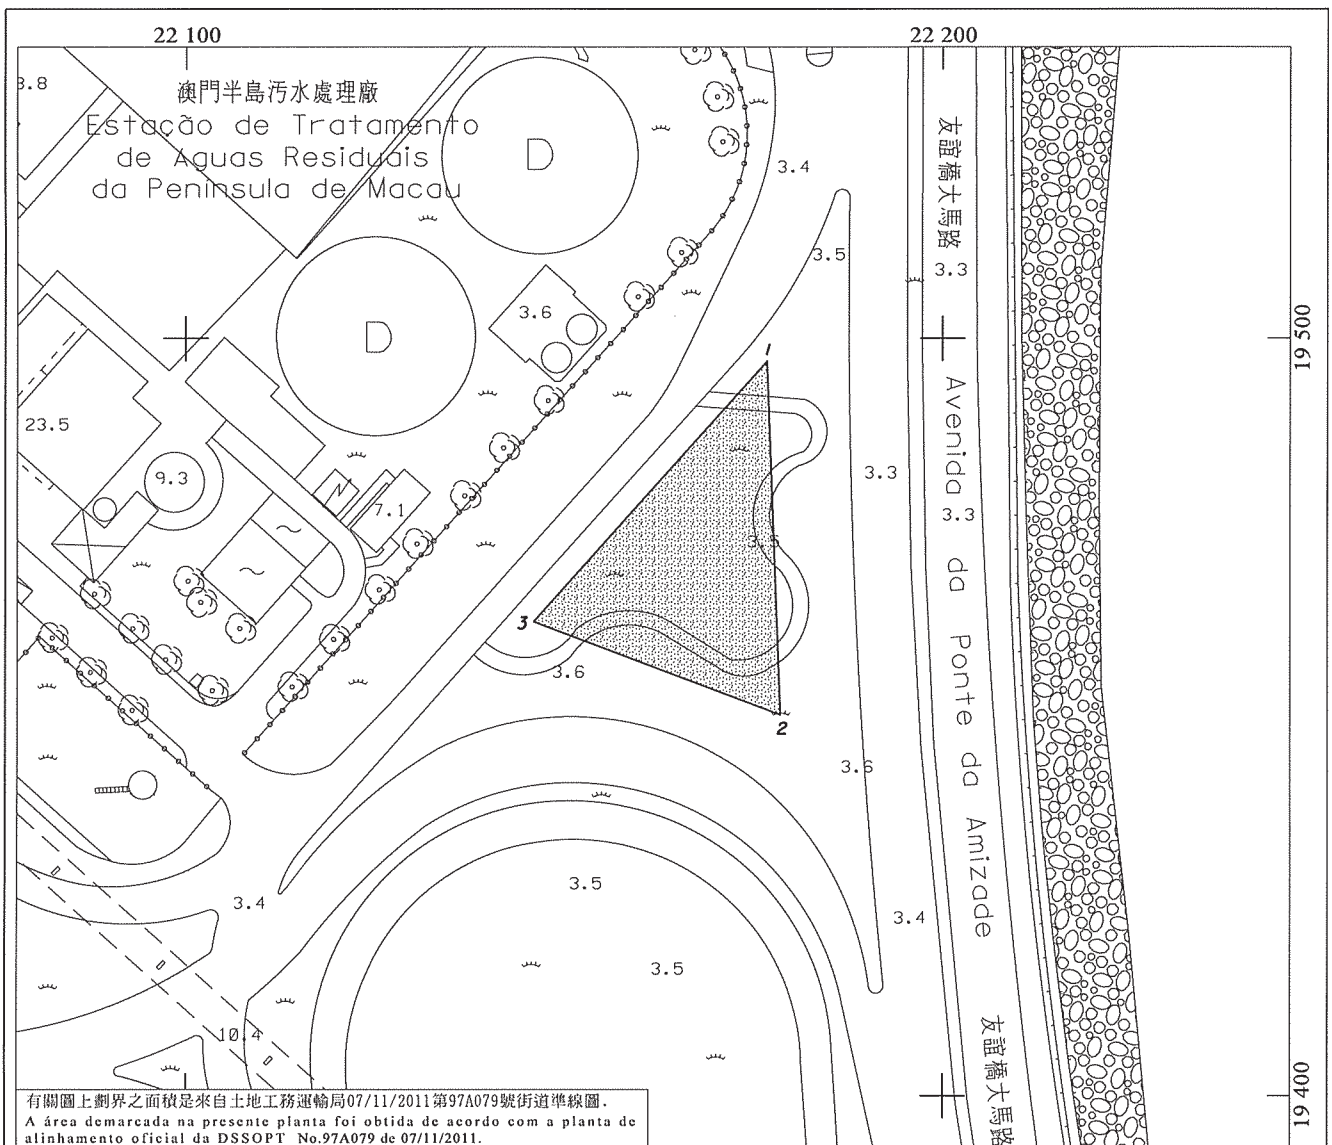 22 100
22 200
3.8
澳門半島污水處理廠
Estação de Tratamento
de Aguas Residuais
da Peninsula de Macau
D
D
3.4
3.5
3.6
友誼橋大馬路
3.3
19 500
1
23.5
9.3
7.1
Avenida da Ponte da Amizade
3.3
3.3
3.5
3
3.6
2
3.6
3.5
3.4
3.4
3.5
10.4
友誼橋大馬路
19 400
有關圖上劃界之面積是來自土地工務運輸局07/11/2011第97A079號街道準線圖.
A área demarcada na presente planta foi obtida de acordo com a planta de
alinhamento oficial da DSSOPT No.97A079 de 07/11/2011.